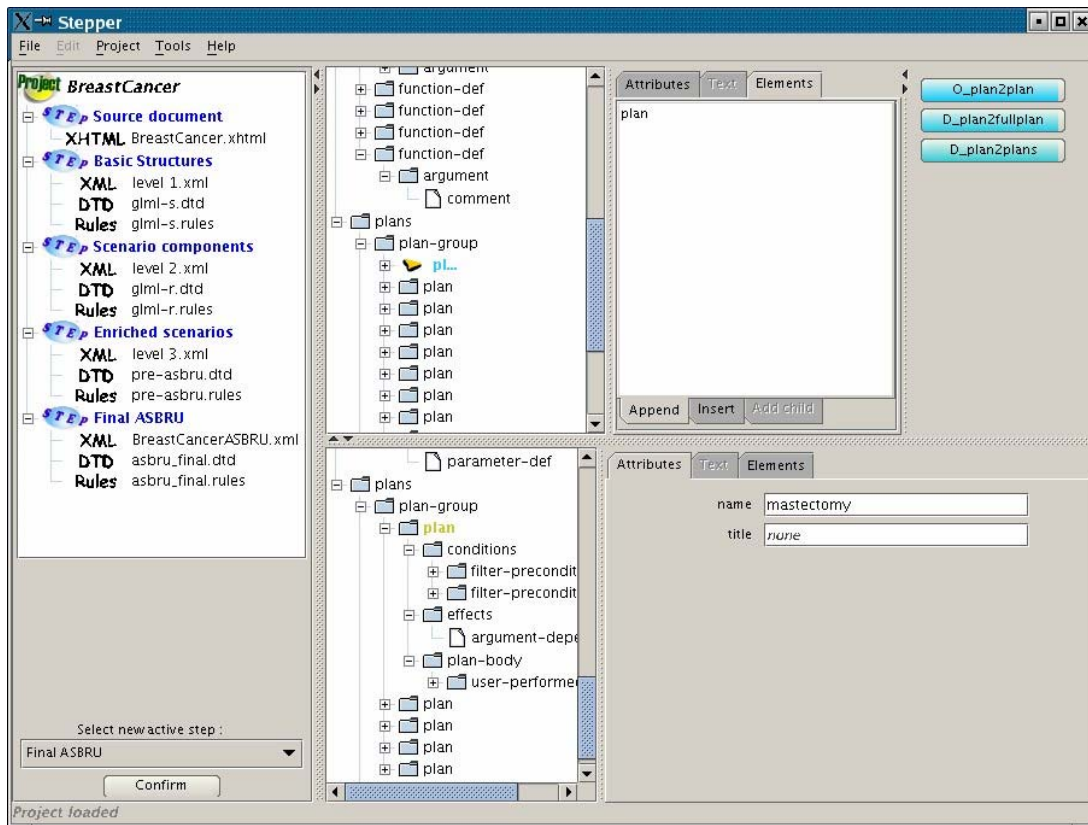 Stepper
File Edit Project Tools Help
Project BreastCancer
STEP Source document
XHTML BreastCancer.xhtml
STEP Basic Structures
XML level 1.xml
DTD glml-s.dtd
Rules glml-s.rules
STEP Scenario components
XML level 2.xml
DTD glml-r.dtd
Rules glml-r.rules
STEP Enriched scenarios
XML level 3.xml
DTD pre-asbru.dtd
Rules pre-asbru.rules
STEP Final ASBRU
XML BreastCancerASBRU.xml
DTD asbru_final.dtd
Rules asbru_final.rules
Select new active step :
Final ASBRU
Confirm
argument
function-def
function-def
function-def
function-def
argument
comment
plans
plan-group
pl...
plan
plan
plan
plan
plan
plan
plan
Attributes Text Elements
plan
Append Insert Add child
O_plan2plan
D_plan2fullplan
D_plan2plans
parameter-def
plans
plan-group
plan
conditions
filter-precondit
filter-precondit
effects
argument-depe
plan-body
user-performe
plan
plan
plan
plan
Attributes Text Elements
name mastectomy
title none
Project loaded